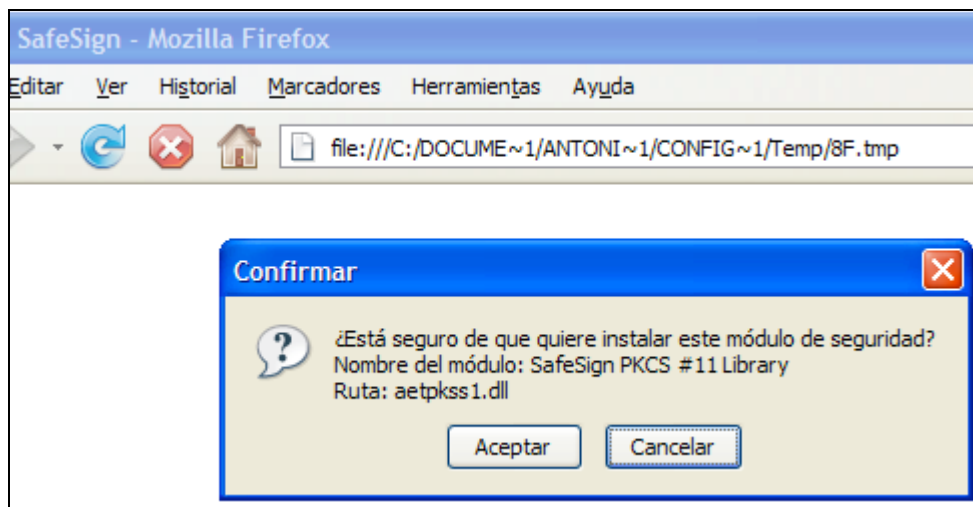 SafeSign - Mozilla Firefox
Editar Ver Historial Marcadores Herramientas Ayuda
file:///C:/DOCUME~1/ANTONI~1/CONFIG~1/Temp/8F.tmp
Confirmar
¿Está seguro de que quiere instalar este módulo de seguridad?
Nombre del módulo: SafeSign PKCS #11 Library
Ruta: aetpkss1.dll
Aceptar Cancelar